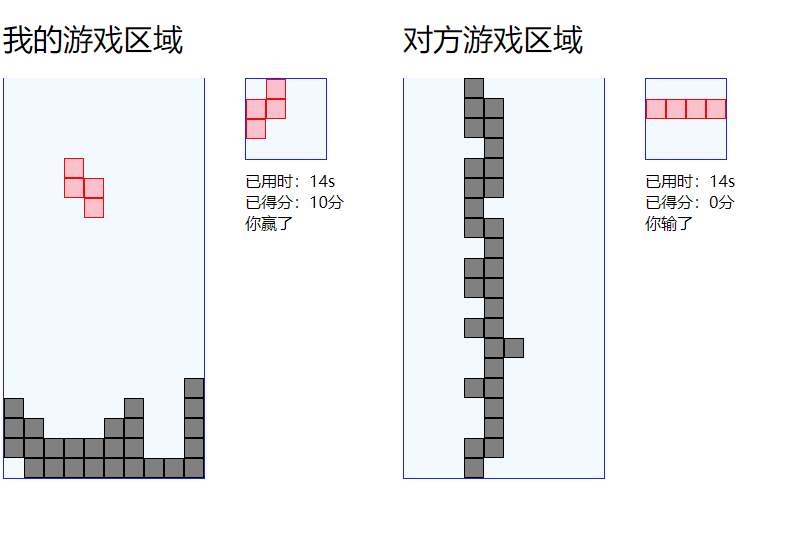 我的游戏区域
已用时：14s
已得分：10分
你赢了
对方游戏区域
已用时：14s
已得分：0分
你输了